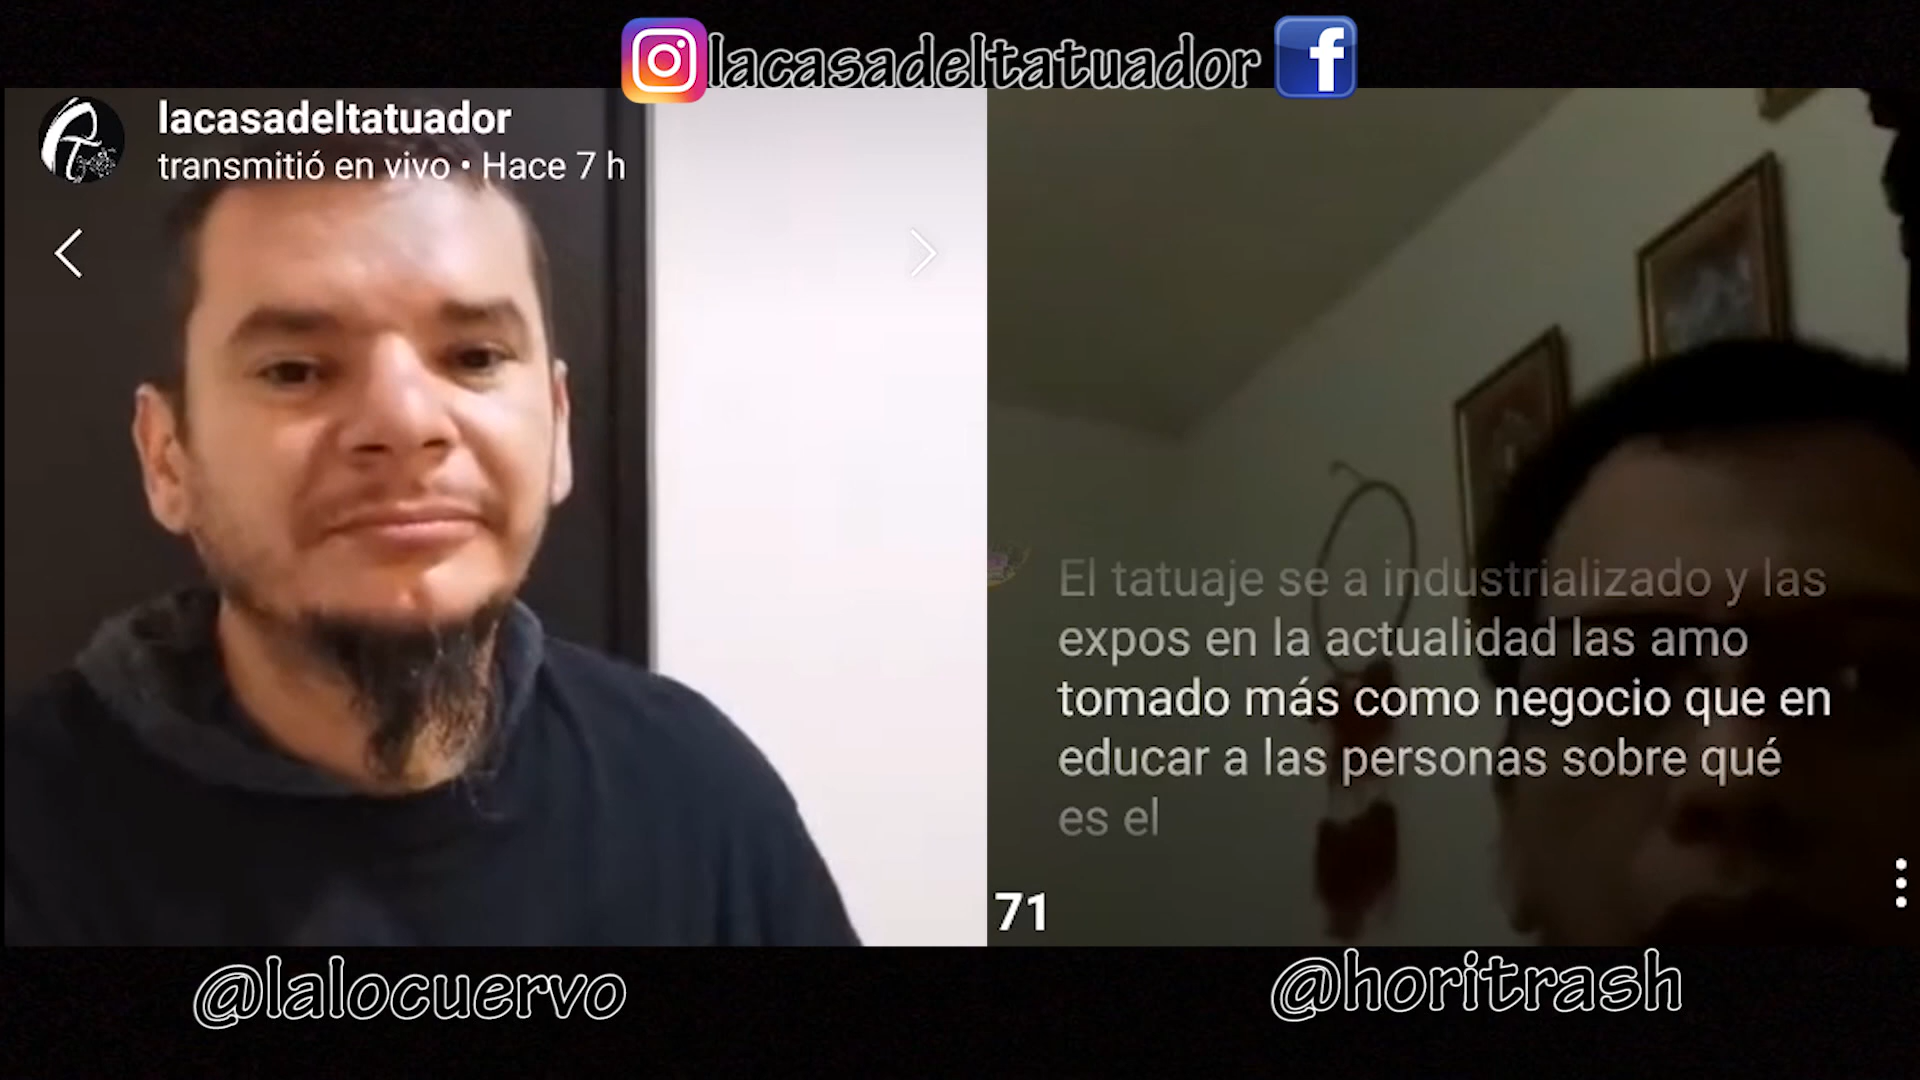 lacasadeltatuador
lacasadeltatuador
transmitió en vivo • Hace 7 h
El tatuaje se a industrializado y las
expos en la actualidad las amo
tomado más como negocio que en
educar a las personas sobre qué
es el
71
@lalocuervo
@horitrash